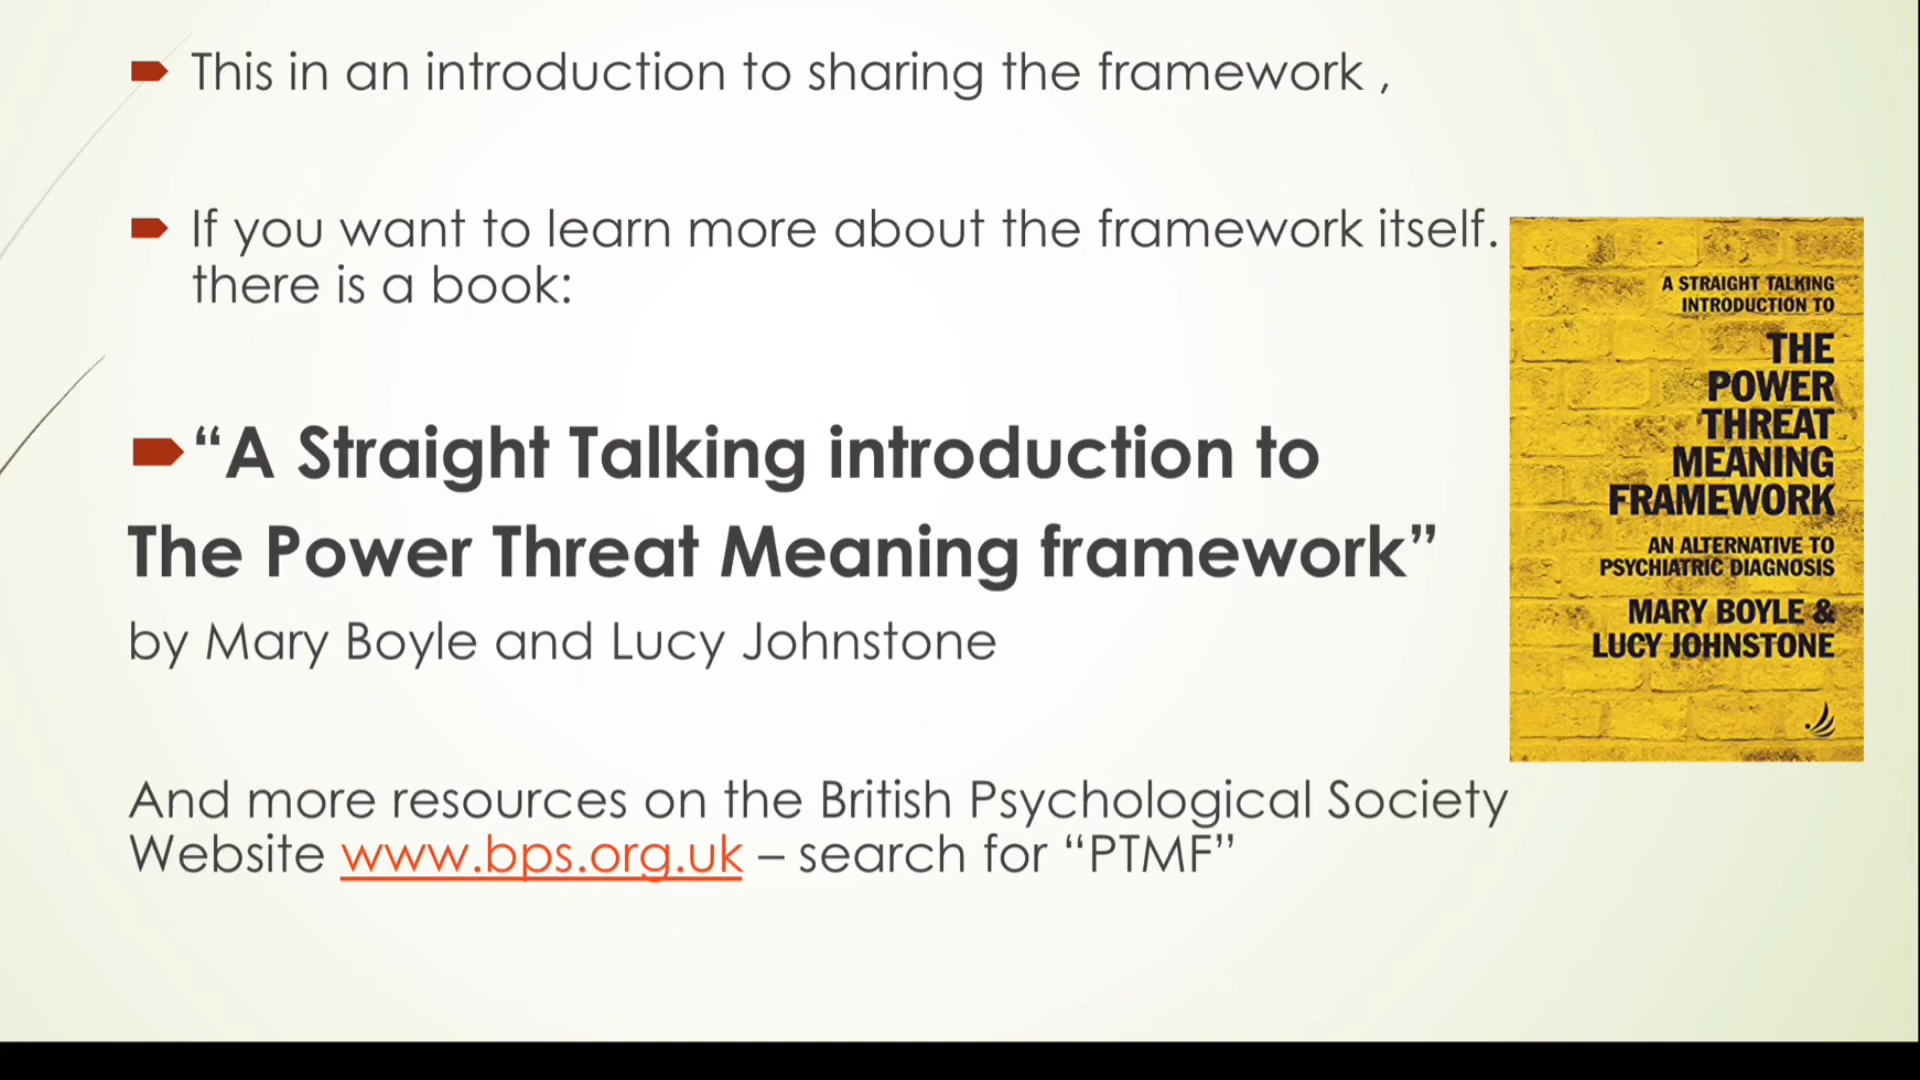 This in an introduction to sharing the framework ,
If you want to learn more about the framework itself.
there is a book:
“A Straight Talking introduction to
The Power Threat Meaning framework”
by Mary Boyle and Lucy Johnstone
And more resources on the British Psychological Society
Website www.bps.org.uk – search for “PTMF”
A STRAIGHT TALKING
INTRODUCTION TO
THE
POWER
THREAT
MEANING
FRAMEWORK
AN ALTERNATIVE TO
PSYCHIATRIC DIAGNOSIS
MARY BOYLE &
LUCY JOHNSTONE